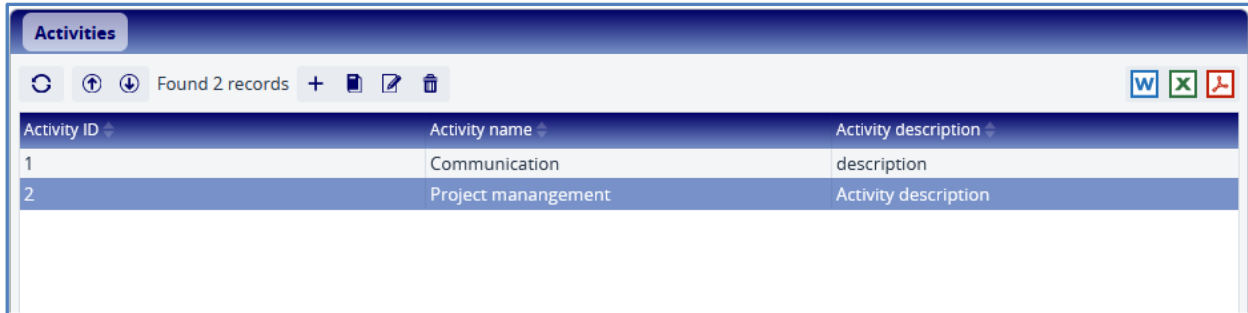 Activities
Found 2 records
W X
Activity ID Activity name Activity description
1 Communication description
2 Project manangement Activity description